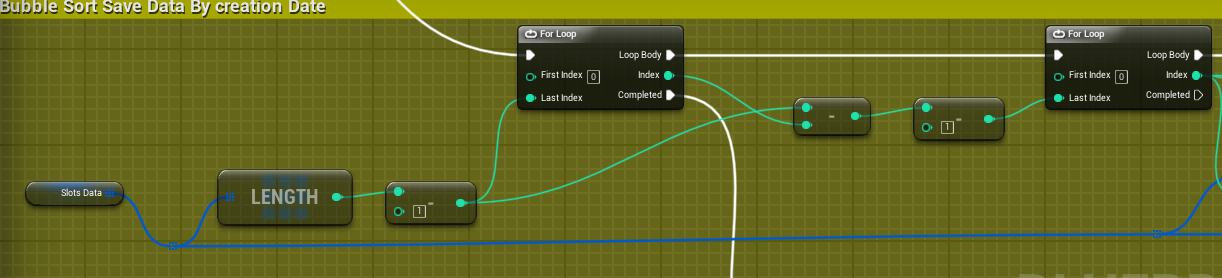 Bubble Sort Save Data By creation Date
For Loop
Loop Body
First Index 0
Index
Last Index
Completed
For Loop
Loop Body
First Index 0
Index
Last Index
Completed
-
1 -
Slots Data
LENGTH
1 -